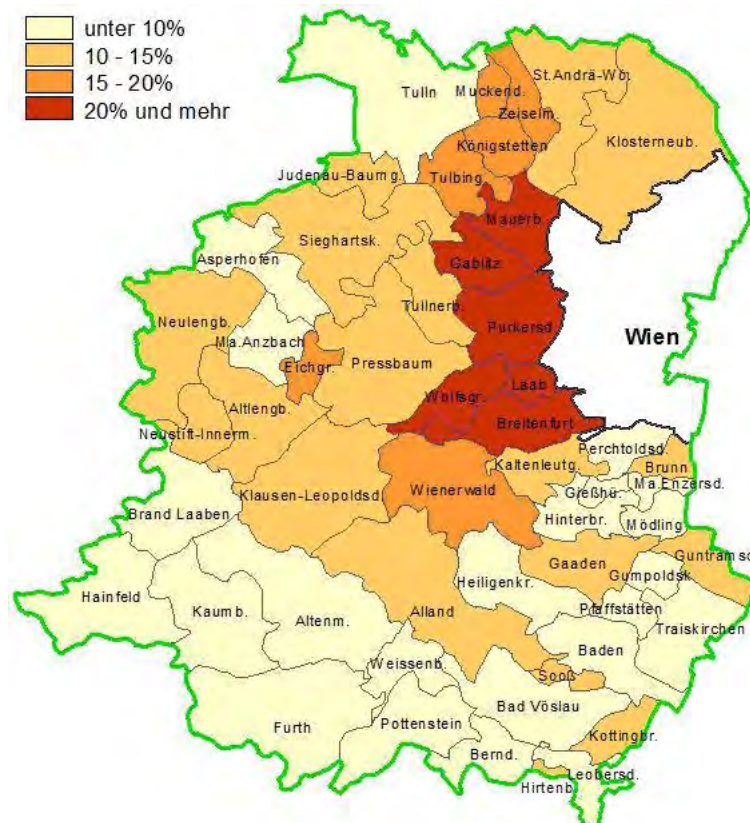 unter 10%
10 - 15%
15 - 20%
20% und mehr
Tulln
Muckend.
St.Andrä-Wö.
Zeiselm.
Königstetten
Klosterneub.
Judenau-Baumg.
Tulbing.
Mauerb.
Sieghartsk.
Asperhofen
Gablitz.
Tullnerb.
Neulengb.
Purkersd.
Wien
Ma.Anzbach
Eichgr.
Pressbaum
Laab
Wolfsgr.
Altlengb.
Breitenfurt
Neustift-Innerm.
Perchtoldsd.
Kaltenleutg.
Brunn
Ma.Enzersd.
Gießhü.
Klausen-Leopoldsd.
Wienerwald
Brand Laaben
Hinterbr.
Mödling
Guntramsd
Gaaden
Heiligenkr.
Gumpoldsk.
Hainfeld
Kaumb.
Altenm.
Alland
Pfaffstätten
Traiskirchen
Baden
Weissenb.
Sooß
Bad Vöslau
Furth
Pottenstein
Kottingbr.
Bernd.
Leobersd.
Hirtenb.